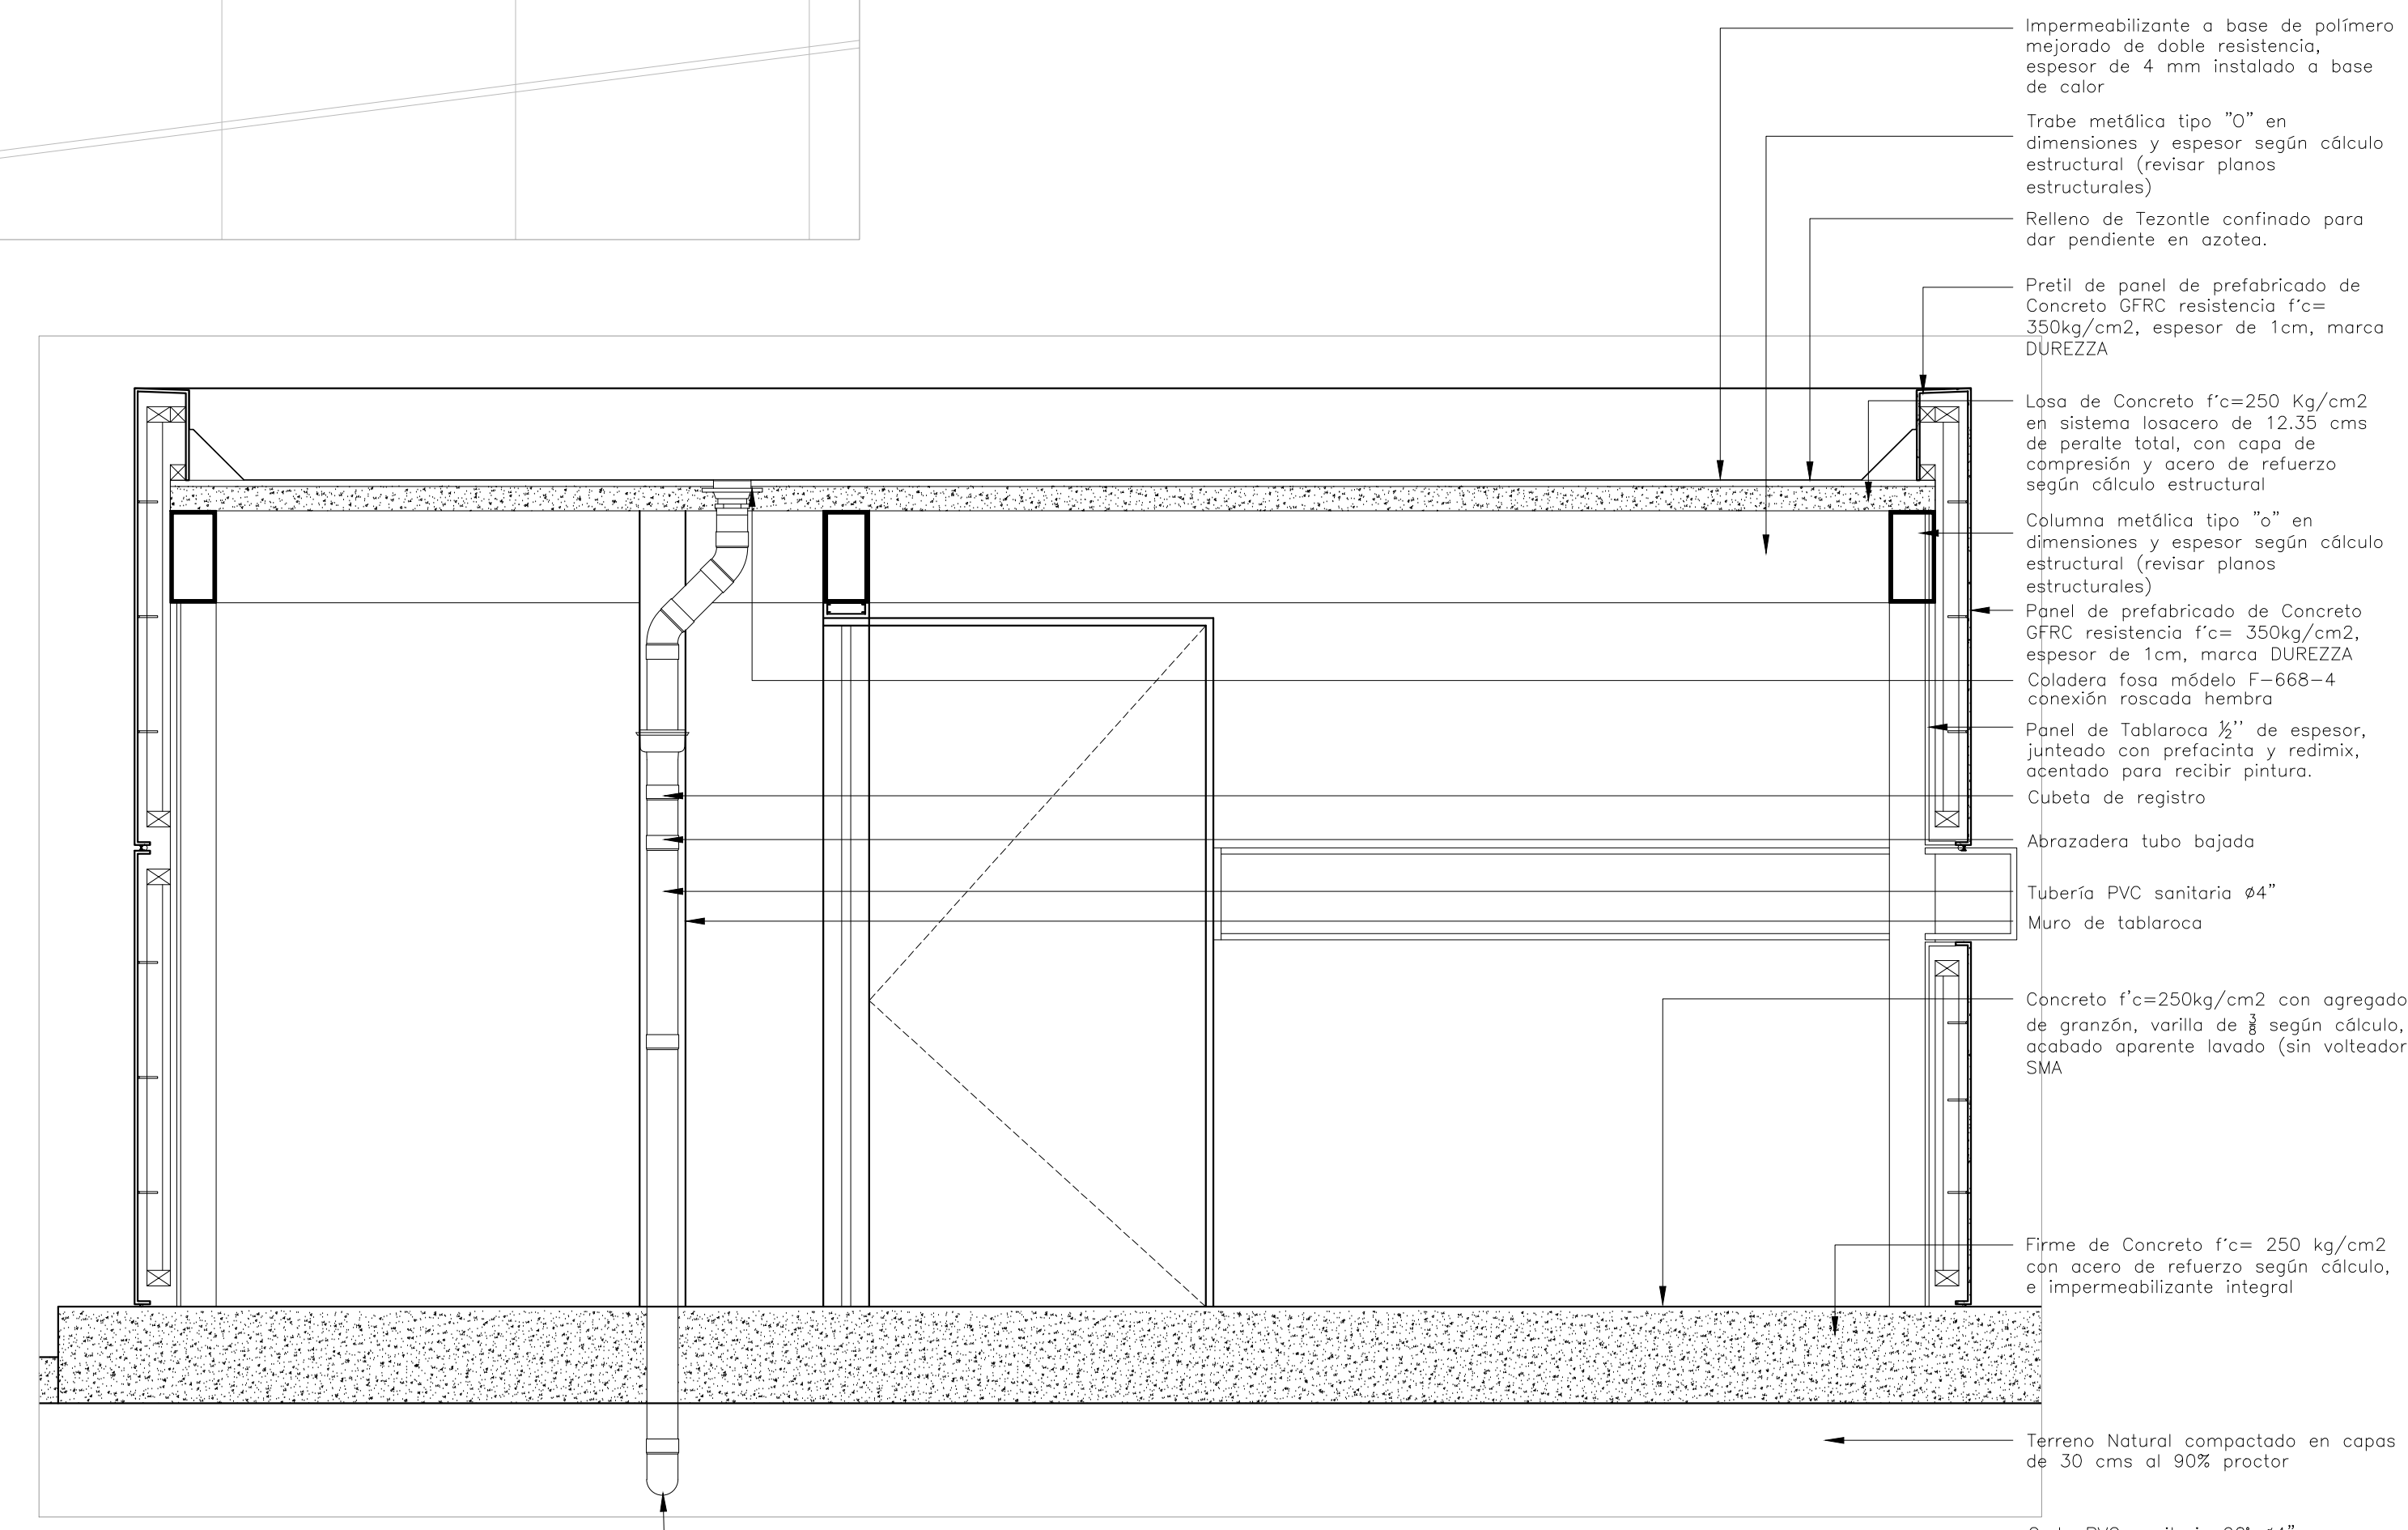 Impermeabilizante a base de polímero
mejorado de doble resistencia,
espesor de 4 mm instalado a base
de calor
Trabe metálica tipo "O" en
dimensiones y espesor según cálculo
estructural (revisar planos
estructurales)
Relleno de Tezontle confinado para
dar pendiente en azotea.
Pretil de panel de prefabricado de
Concreto GFRC resistencia f'c=
350kg/cm2, espesor de 1cm, marca
DUREZZA
Losa de Concreto f'c=250 Kg/cm2
en sistema losacero de 12.35 cms
de peralte total, con capa de
compresión y acero de refuerzo
según cálculo estructural
Columna metálica tipo "o" en
dimensiones y espesor según cálculo
estructural (revisar planos
estructurales)
Panel de prefabricado de Concreto
GFRC resistencia f'c= 350kg/cm2,
espesor de 1cm, marca DUREZZA
Coladera fosa módelo F-668-4
conexión roscada hembra
Panel de Tablaroca ½'' de espesor,
junteado con prefacinta y redimix,
acentado para recibir pintura.
Cubeta de registro
Abrazadera tubo bajada
Tubería PVC sanitaria ø4"
Muro de tablaroca
Concreto f'c=250kg/cm2 con agregado
de granzón, varilla de ⅜ según cálculo,
acabado aparente lavado (sin volteador
SMA
Firme de Concreto f'c= 250 kg/cm2
con acero de refuerzo según cálculo,
e impermeabilizante integral
Terreno Natural compactado en capas
de 30 cms al 90% proctor